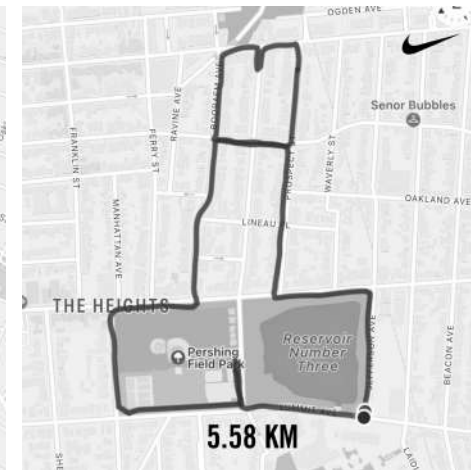 OGDEN AVE
Senor Bubbles
RAVINE AVE
FERRY ST
FRANKLIN ST
MANHATTAN AVE
WAVERLY ST
OAKLAND AVE
LINEAU PL
THE HEIGHTS
Pershing
Field Park
Reservoir
Number
Three
BEACON AVE
5.58 KM